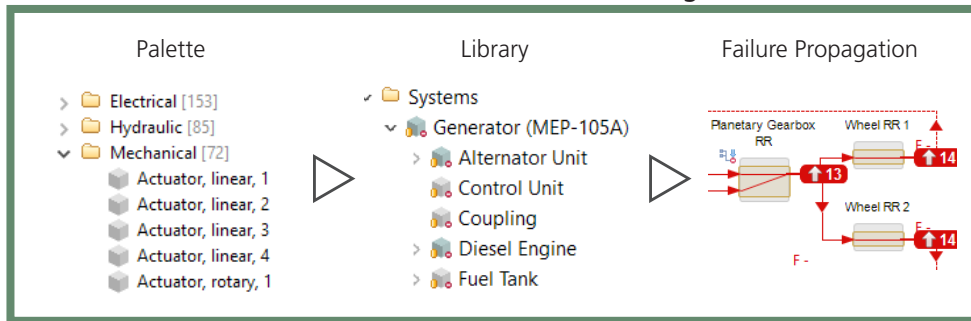 Palette
Electrical [153]
Hydraulic [85]
Mechanical [72]
Actuator, linear, 1
Actuator, linear, 2
Actuator, linear, 3
Actuator, linear, 4
Actuator, rotary, 1
Library
Systems
Generator (MEP-105A)
Alternator Unit
Control Unit
Coupling
Diesel Engine
Fuel Tank
Failure Propagation
Planetary Gearbox
RR
Wheel RR 1
F -
14
13
Wheel RR 2
F -
14
F -